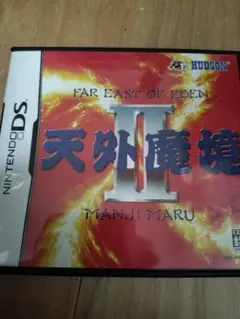 HUDSON
FAR EAST OF EDEN
II
天外魔境
MANJI MARU
NINTENDO DS